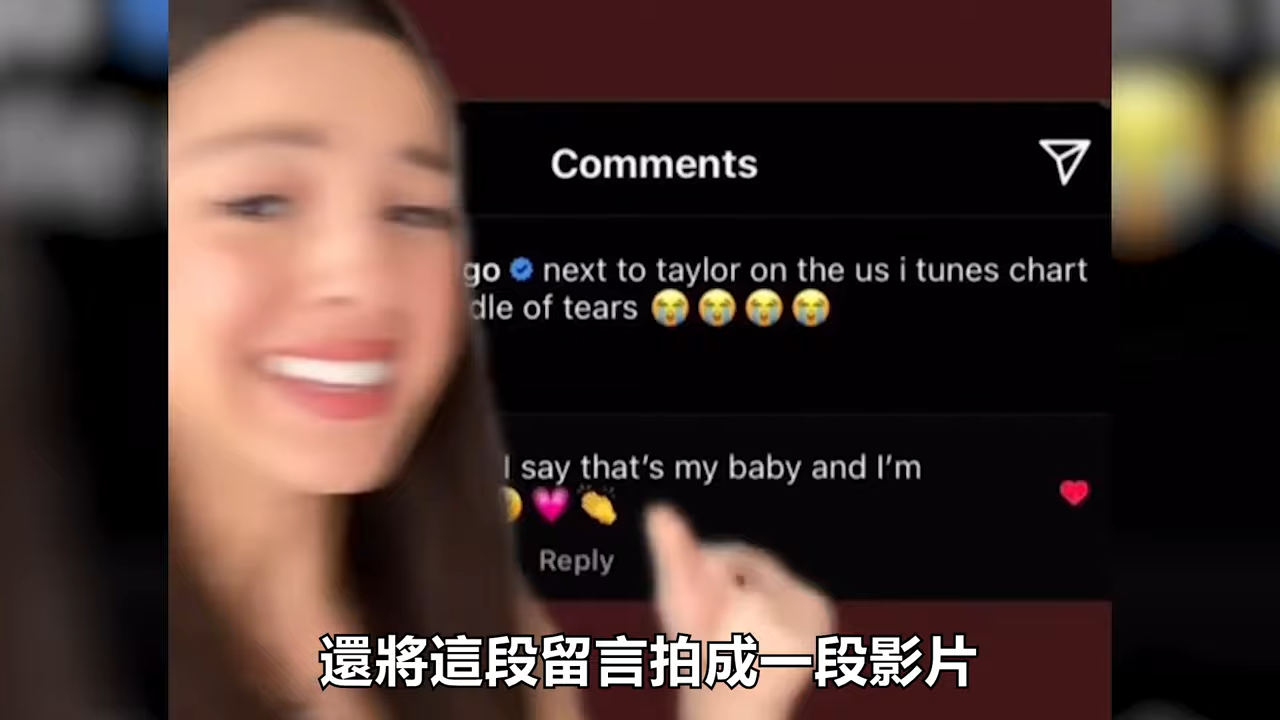 Comments
go next to taylor on the us i tunes chart
dle of tears 😭😭😭😭
I say that's my baby and I'm
💗👏
Reply
還將這段留言拍成一段影片